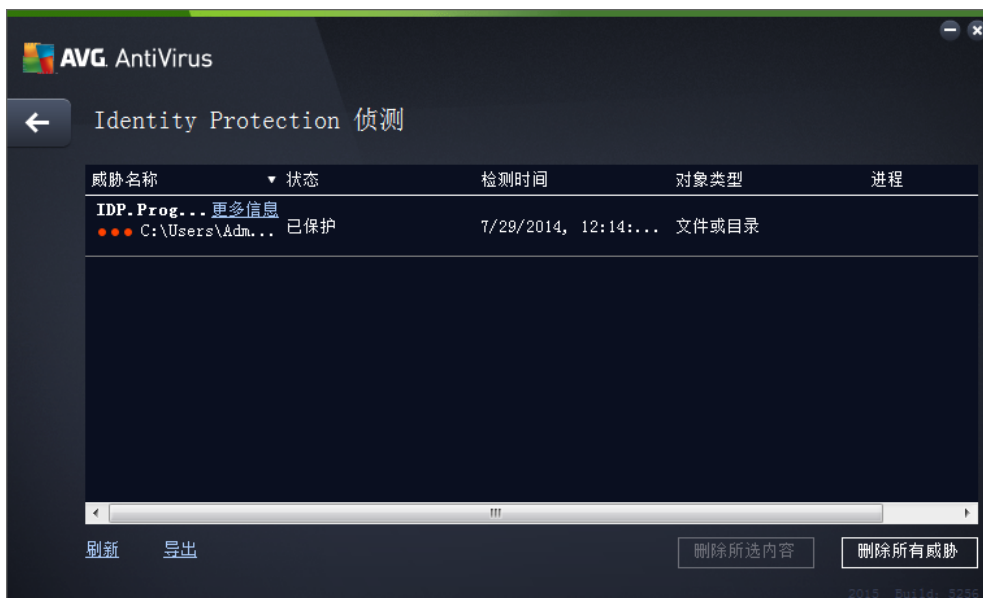 AVG. AntiVirus
Identity Protection 侦测
威胁名称 状态 检测时间 对象类型 进程
IDP.Prog... 更多信息
C:\Users\Adm... 已保护 7/29/2014, 12:14:... 文件或目录
刷新 导出 删除所选内容 删除所有威胁
2015 Build: 5256